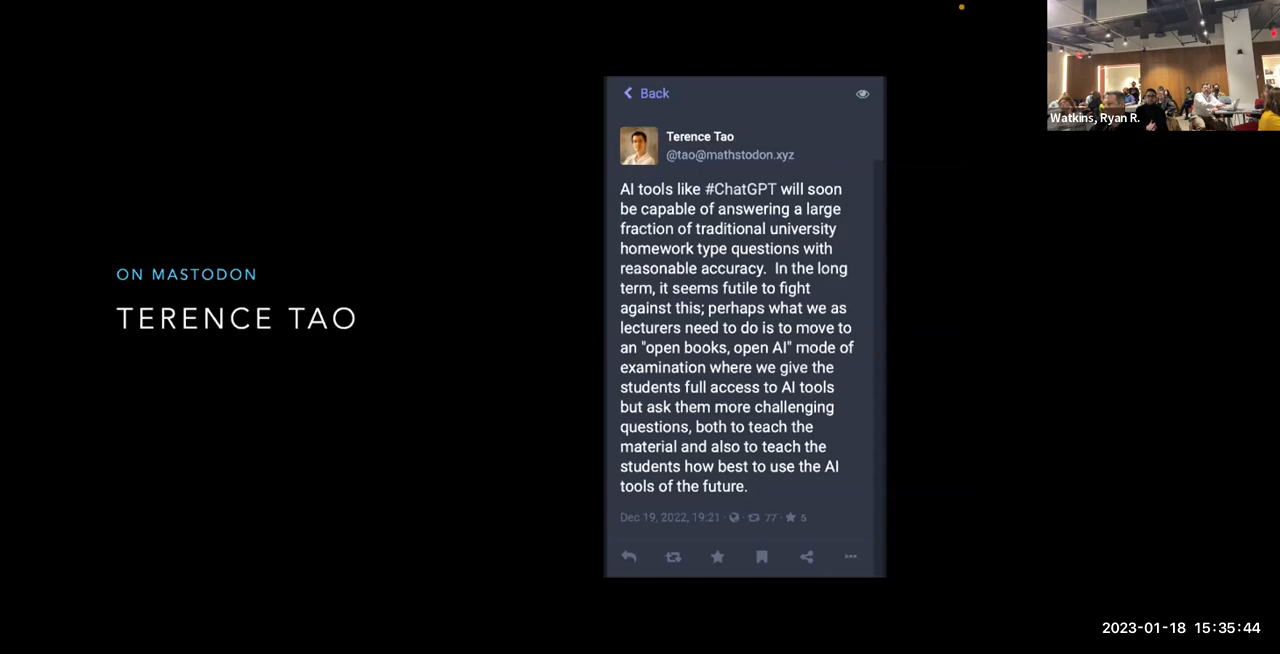 Watkins, Ryan R.
ON MASTODON
TERENCE TAO
Back
Terence Tao
@tao@mathstodon.xyz
AI tools like #ChatGPT will soon
be capable of answering a large
fraction of traditional university
homework type questions with
reasonable accuracy.  In the long
term, it seems futile to fight
against this; perhaps what we as
lecturers need to do is to move to
an "open books, open AI" mode of
examination where we give the
students full access to AI tools
but ask them more challenging
questions, both to teach the
material and also to teach the
students how best to use the AI
tools of the future.
Dec 19, 2022, 19:21 · 77 · 5
2023-01-18 15:35:44